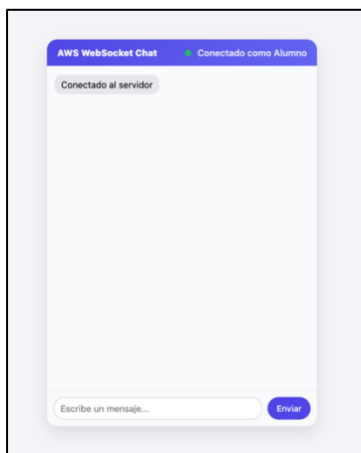 AWS WebSocket Chat
Conectado como Alumno
Conectado al servidor
Escribe un mensaje...
Enviar